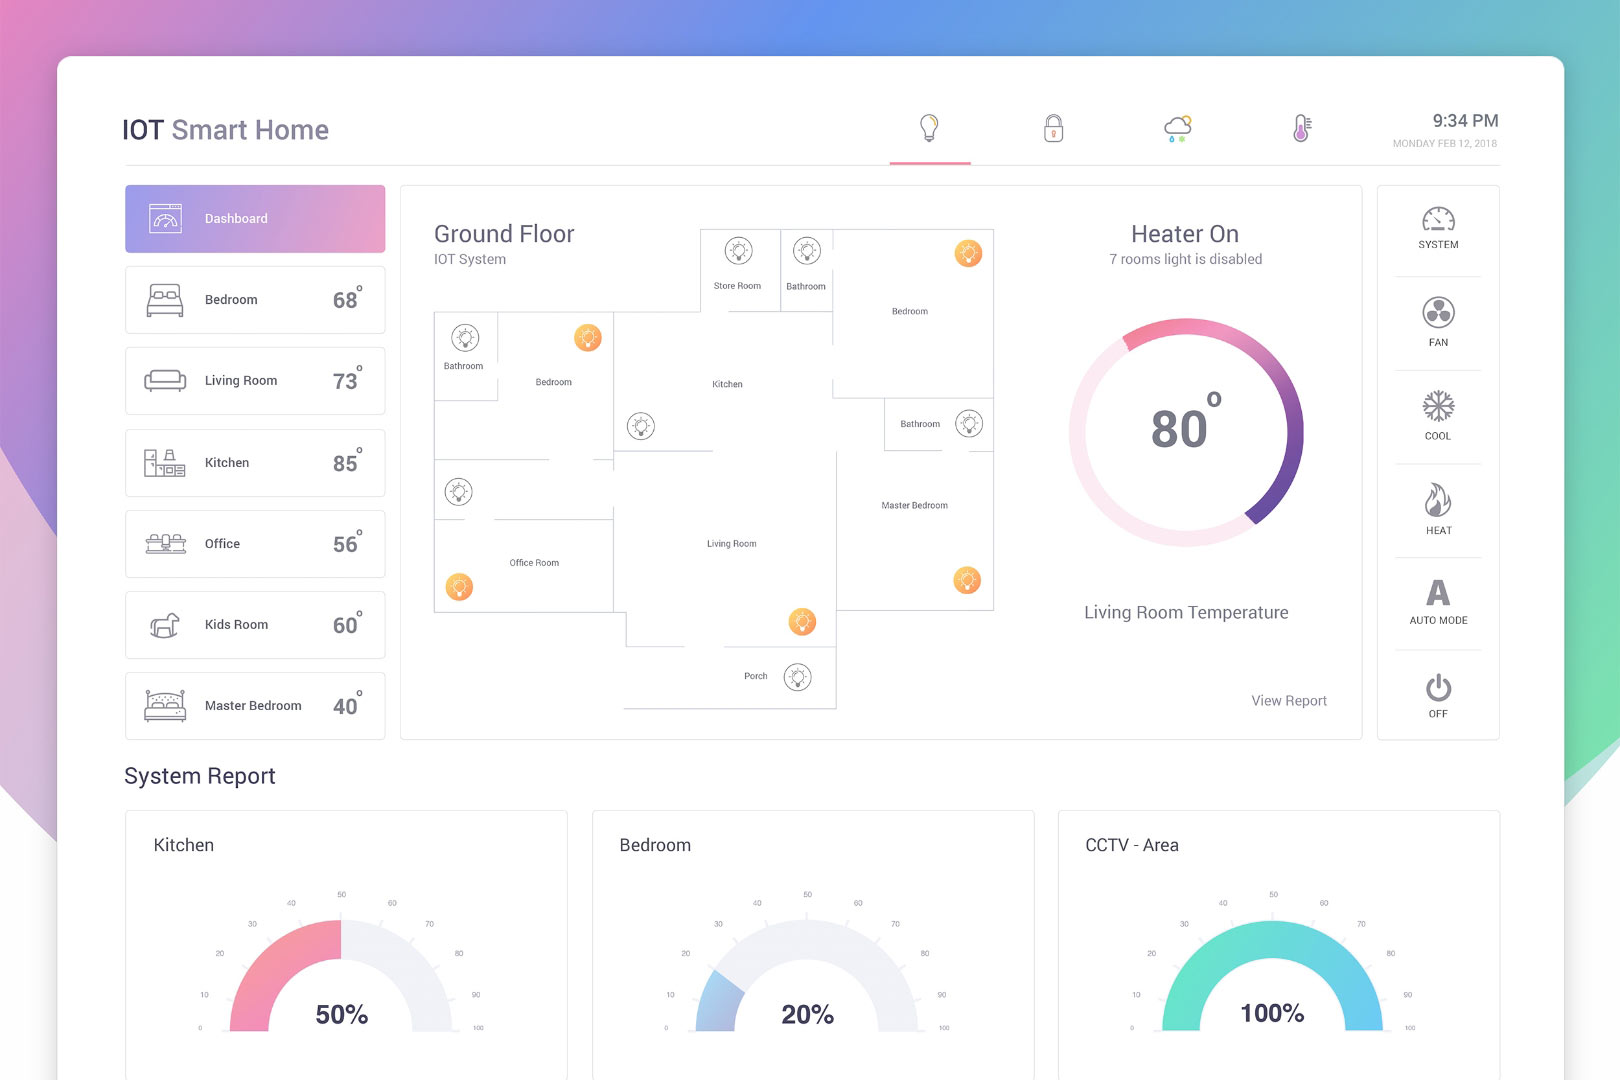 IOT Smart Home
9:34 PM
MONDAY FEB 12, 2018
Dashboard
Bedroom 68°
Living Room 73°
Kitchen 85°
Office 56°
Kids Room 60°
Master Bedroom 40°
Ground Floor
IOT System
Store Room
Bathroom
Bedroom
Bathroom
Bedroom
Kitchen
Bathroom
Master Bedroom
Living Room
Office Room
Porch
Heater On
7 rooms light is disabled
80°
Living Room Temperature
View Report
SYSTEM
FAN
COOL
HEAT
A
AUTO MODE
OFF
System Report
Kitchen
0 10 20 30 40 50 60 70 80 90 100
50%
Bedroom
0 10 20 30 40 50 60 70 80 90 100
20%
CCTV - Area
0 10 20 30 40 50 60 70 80 90 100
100%